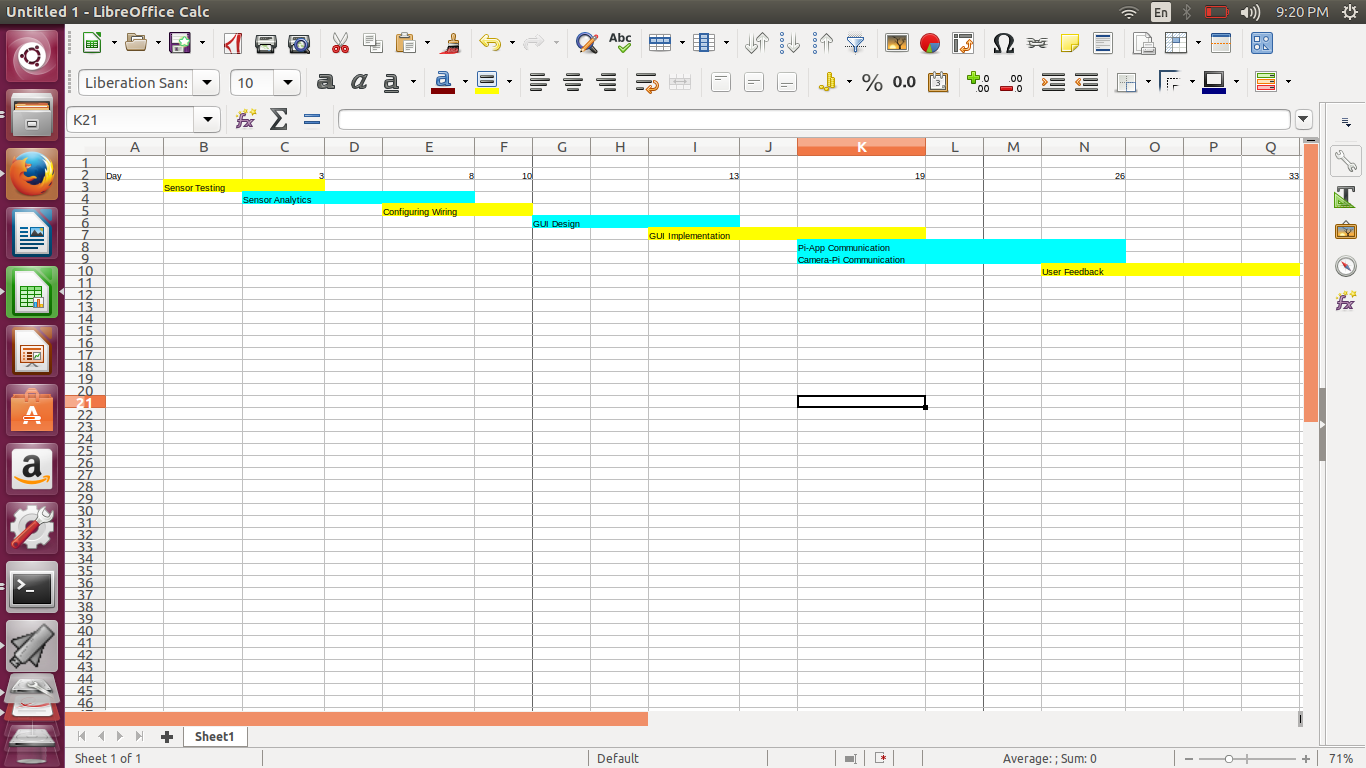 Untitled 1 - LibreOffice Calc
En
9:20 PM
Abc
Liberation Sans
10
a a a a
% 0.0
K21
A B C D E F G H I J K L M N O P Q
1
2 Day 3 8 10 13 19 26 33
3 Sensor Testing
4 Sensor Analytics
5 Configuring Wiring
6 GUI Design
7 GUI Implementation
8 Pi-App Communication
9 Camera-Pi Communication
10 User Feedback
11
12
13
14
15
16
17
18
19
20
21
22
23
24
25
26
27
28
29
30
31
32
33
34
35
36
37
38
39
40
41
42
43
44
45
46
Sheet1
Sheet 1 of 1
Default
Average: ; Sum: 0
71%